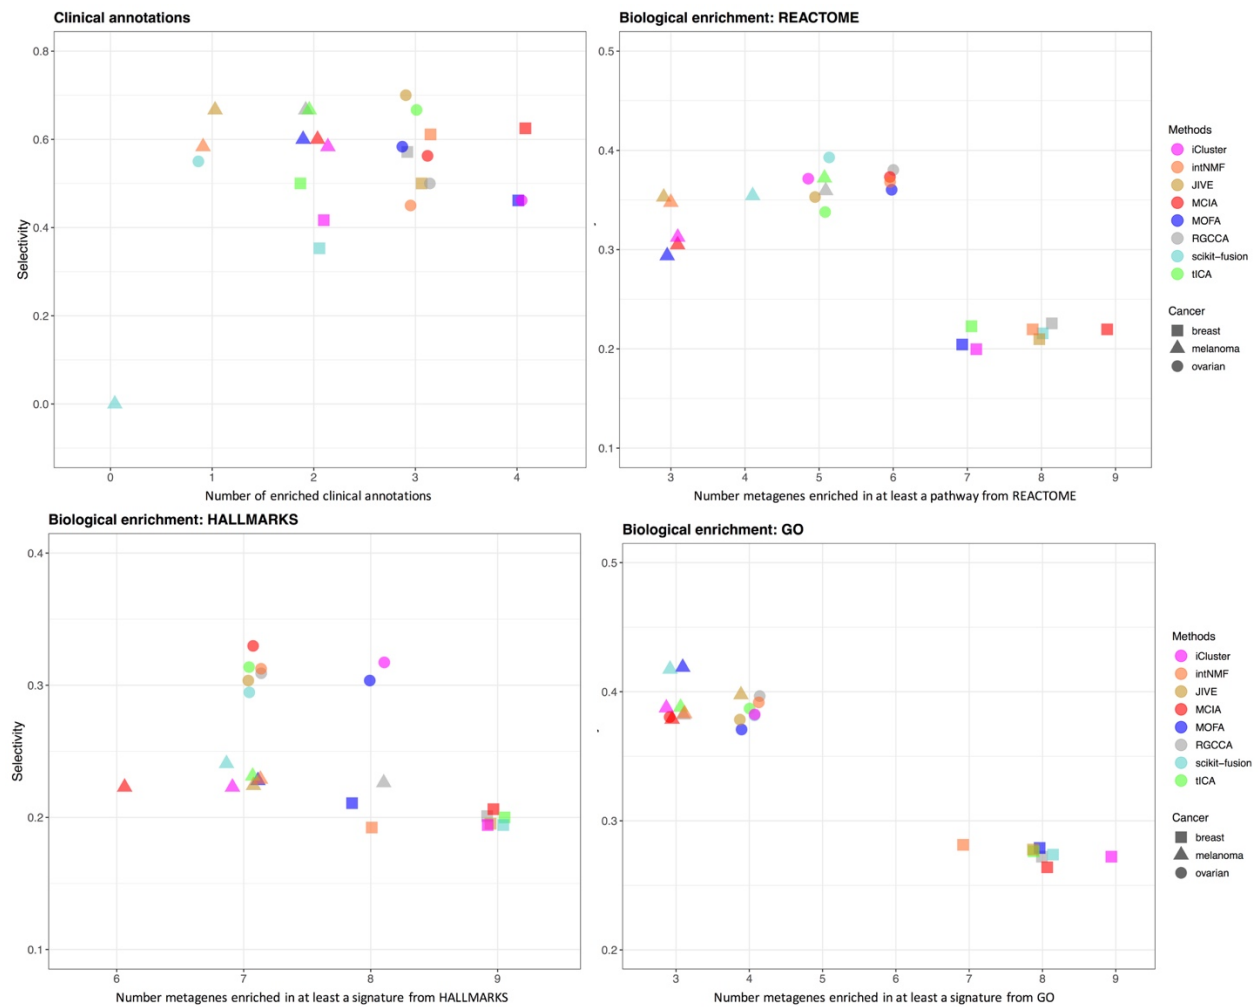 Clinical annotations
0.8
0.6
0.4
0.2
0.0
Selectivity
0 1 2 3 4
Number of enriched clinical annotations
Biological enrichment: REACTOME
0.5
0.4
0.3
0.2
0.1
3 4 5 6 7 8 9
Number metagenes enriched in at least a pathway from REACTOME
Methods
iCluster
intNMF
JIVE
MCIA
MOFA
RGCCA
scikit−fusion
tICA
Cancer
breast
melanoma
ovarian
Biological enrichment: HALLMARKS
0.4
0.3
0.2
0.1
Selectivity
6 7 8 9
Number metagenes enriched in at least a signature from HALLMARKS
Biological enrichment: GO
0.5
0.4
0.3
0.2
3 4 5 6 7 8 9
Number metagenes enriched in at least a signature from GO
Methods
iCluster
intNMF
JIVE
MCIA
MOFA
RGCCA
scikit−fusion
tICA
Cancer
breast
melanoma
ovarian